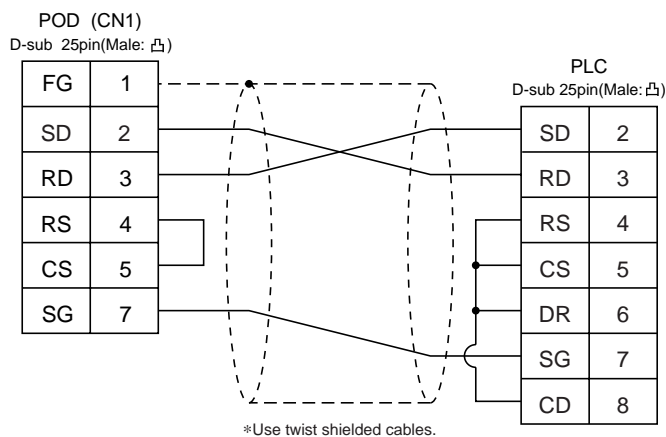 POD (CN1)
D-sub 25pin(Male: 凸)
FG 1
SD 2
RD 3
RS 4
CS 5
SG 7
PLC
D-sub 25pin(Male: 凸)
SD 2
RD 3
RS 4
CS 5
DR 6
SG 7
CD 8
*Use twist shielded cables.